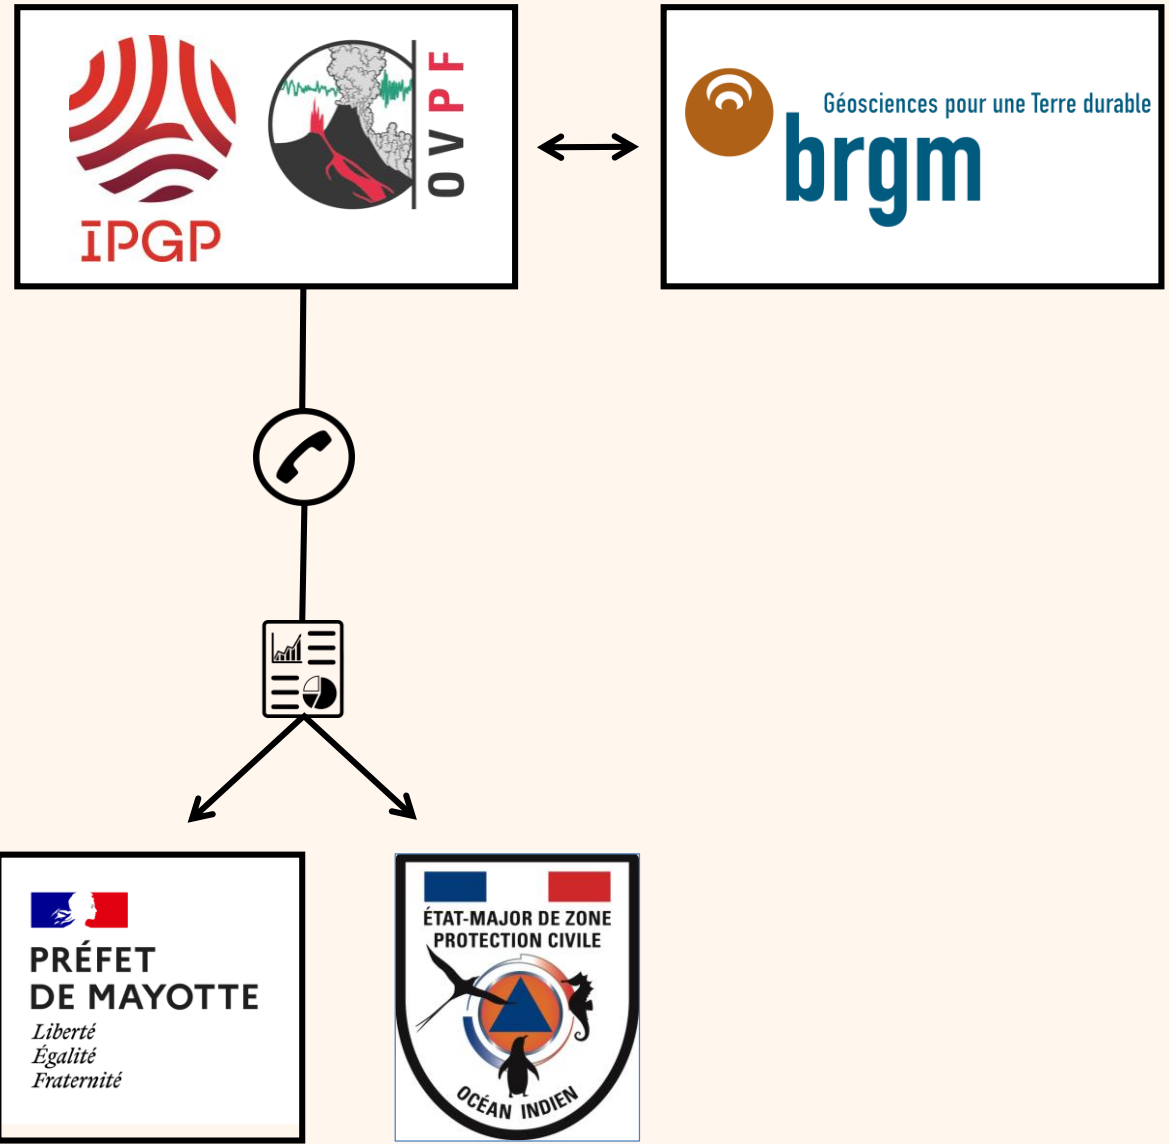 IPGP
OVPF
Géosciences pour une Terre durable
brgm
PRÉFET
DE MAYOTTE
Liberté
Égalité
Fraternité
ÉTAT-MAJOR DE ZONE
PROTECTION CIVILE
OCÉAN INDIEN